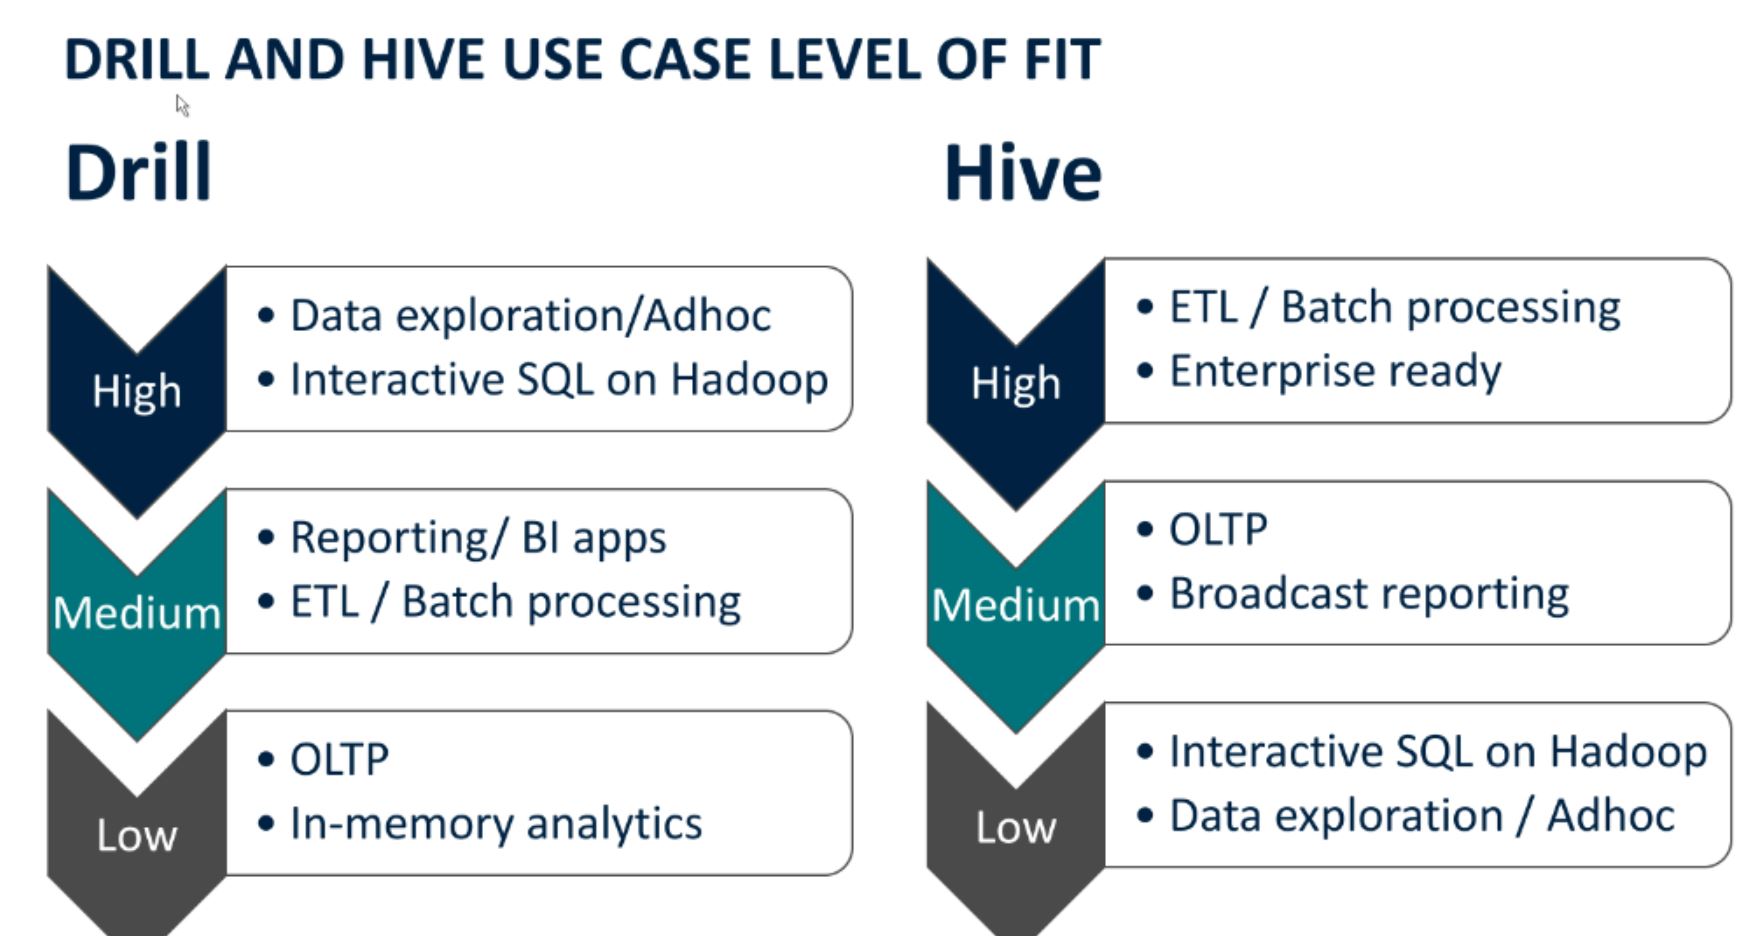 DRILL AND HIVE USE CASE LEVEL OF FIT
Drill
High
• Data exploration/Adhoc
• Interactive SQL on Hadoop
Medium
• Reporting/ BI apps
• ETL / Batch processing
Low
• OLTP
• In-memory analytics
Hive
High
• ETL / Batch processing
• Enterprise ready
Medium
• OLTP
• Broadcast reporting
Low
• Interactive SQL on Hadoop
• Data exploration / Adhoc